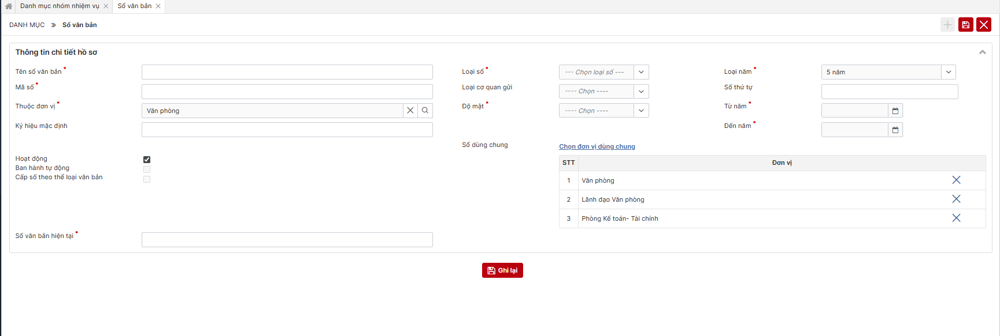 Danh mục nhóm nhiệm vụ
Sổ văn bản
DANH MỤC » Sổ văn bản
Thông tin chi tiết hồ sơ
Tên sổ văn bản *
Loại sổ *
--- Chọn loại sổ ---
Loại năm *
5 năm
Mã sổ *
Loại cơ quan gửi
---- Chọn ----
Số thứ tự
Thuộc đơn vị *
Văn phòng
Độ mật *
---- Chọn ----
Từ năm *
Ký hiệu mặc định
Đến năm *
Sổ dùng chung
Chọn đơn vị dùng chung
Hoạt động
Ban hành tự động
Cấp số theo thể loại văn bản
STT Đơn vị
1 Văn phòng
2 Lãnh đạo Văn phòng
3 Phòng Kế toán- Tài chính
Số văn bản hiện tại *
Ghi lại